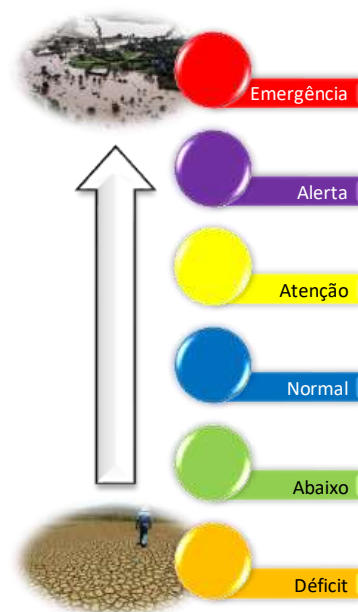 Emergência
Alerta
Atenção
Normal
Abaixo
Déficit